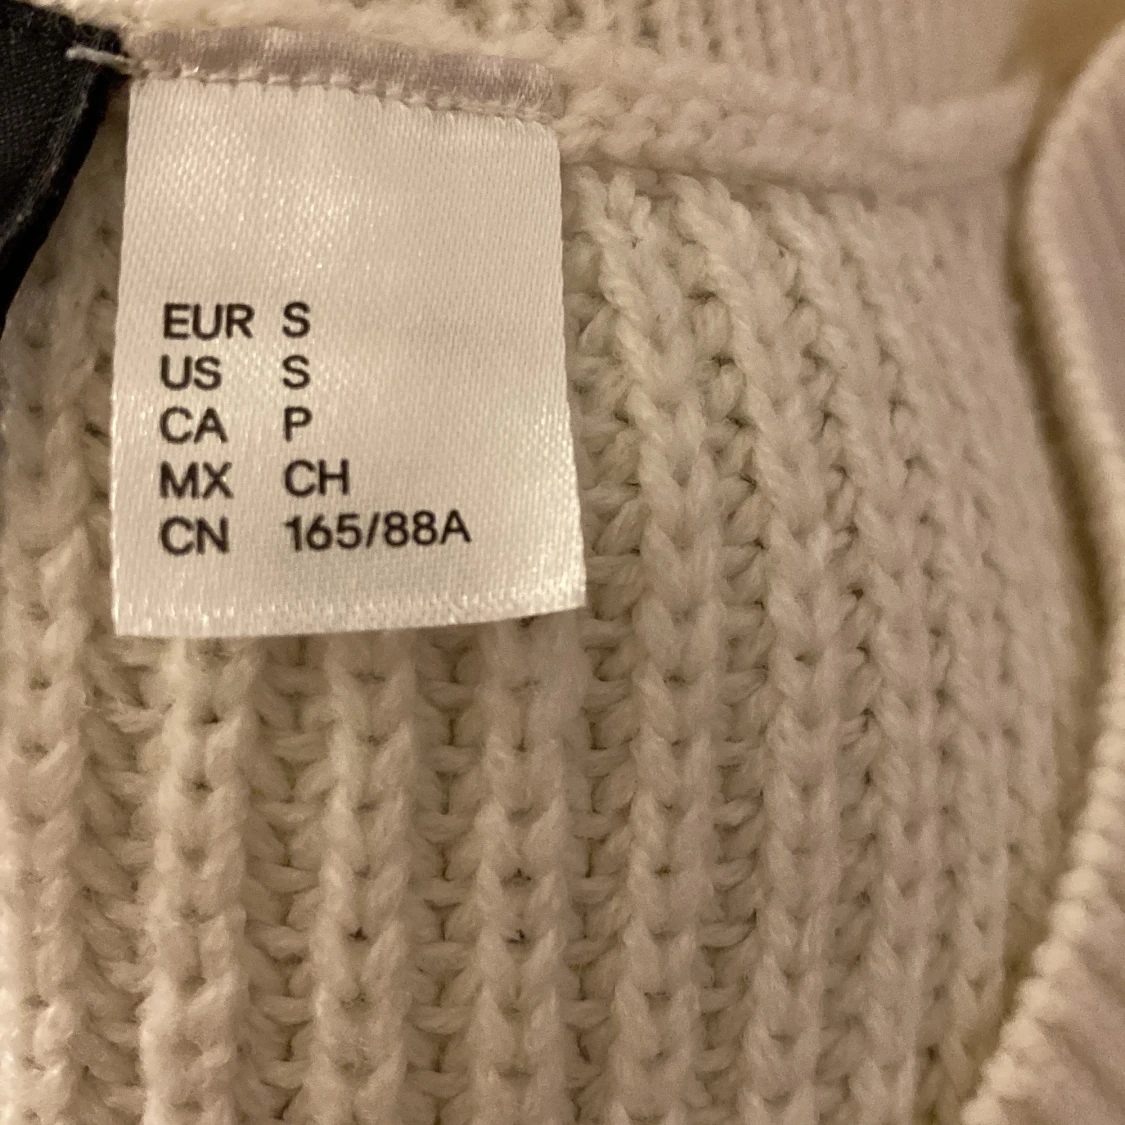 EUR S
US S
CA P
MX CH
CN 165/88A